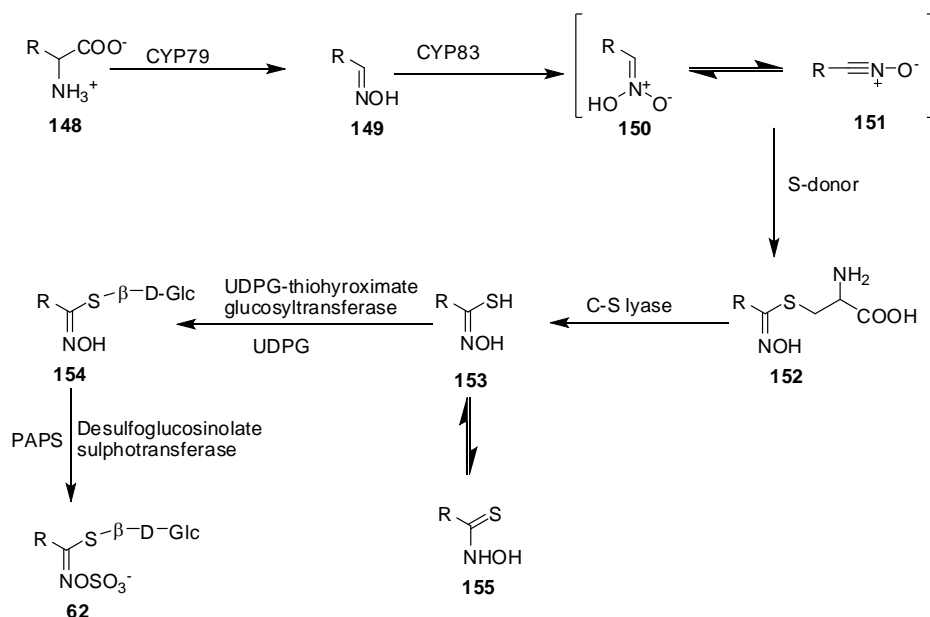 R COO⁻
NH₃⁺
148
CYP79
R
NOH
149
CYP83
R
N⁺
HO O⁻
150
R N O⁻
+
151
S-donor
NH₂
R S
COOH
NOH
152
C-S lyase
R SH
NOH
153
UDPG-thiohyroximate
glucosyltransferase
UDPG
R S β D-Glc
NOH
154
PAPS
Desulfoglucosinolate
sulphotransferase
R S β D Glc
NOSO₃⁻
62
R S
NHOH
155